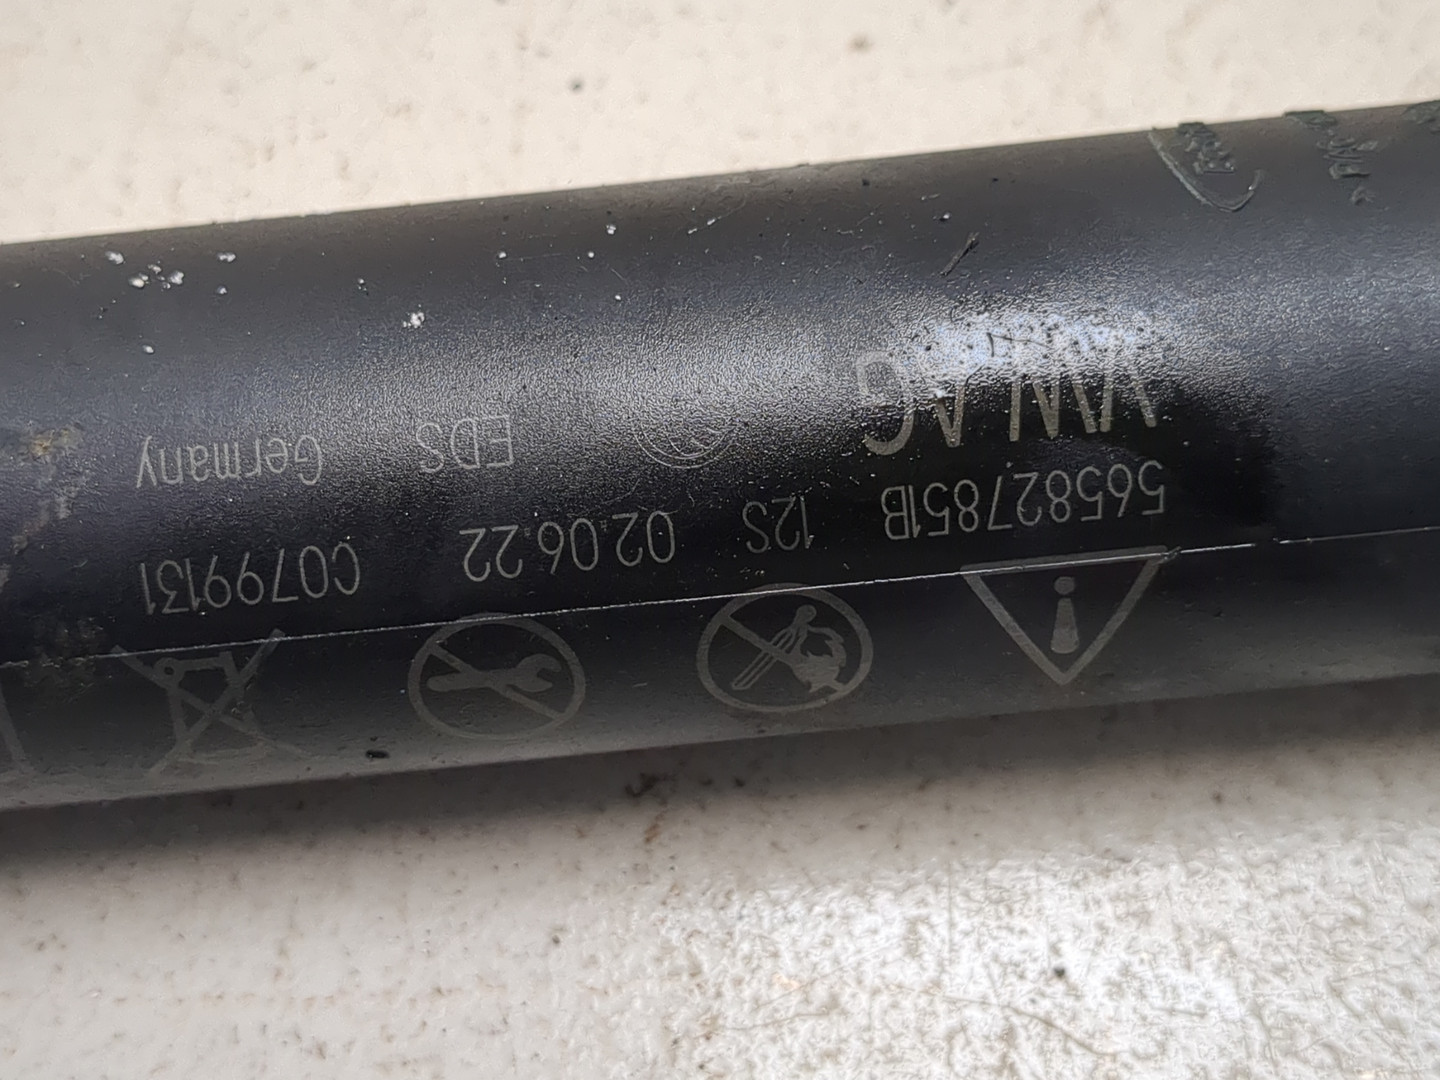 565827851B 12S 02.06.22 C0799131
VW AG EDS Germany